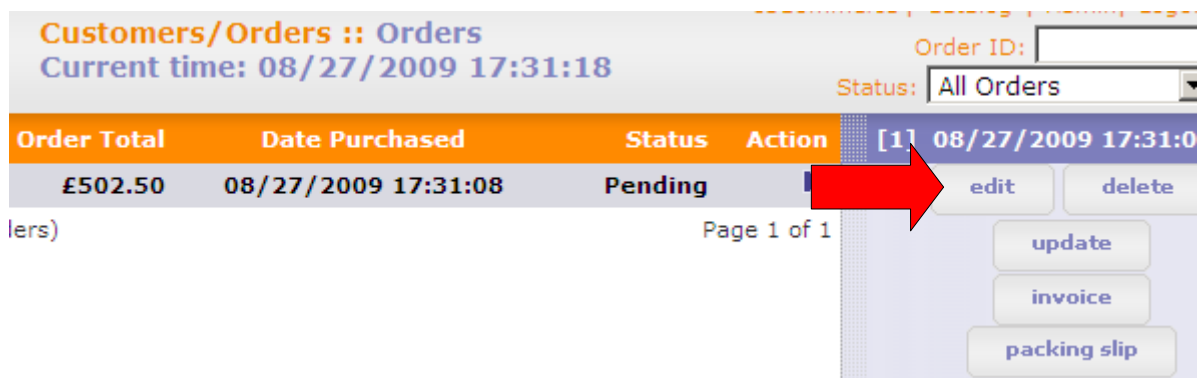 Customers/Orders :: Orders
Current time: 08/27/2009 17:31:18
Order ID:
Status: All Orders
Order Total Date Purchased Status Action [1] 08/27/2009 17:31:0
£502.50 08/27/2009 17:31:08 Pending edit delete
lers) Page 1 of 1
update
invoice
packing slip